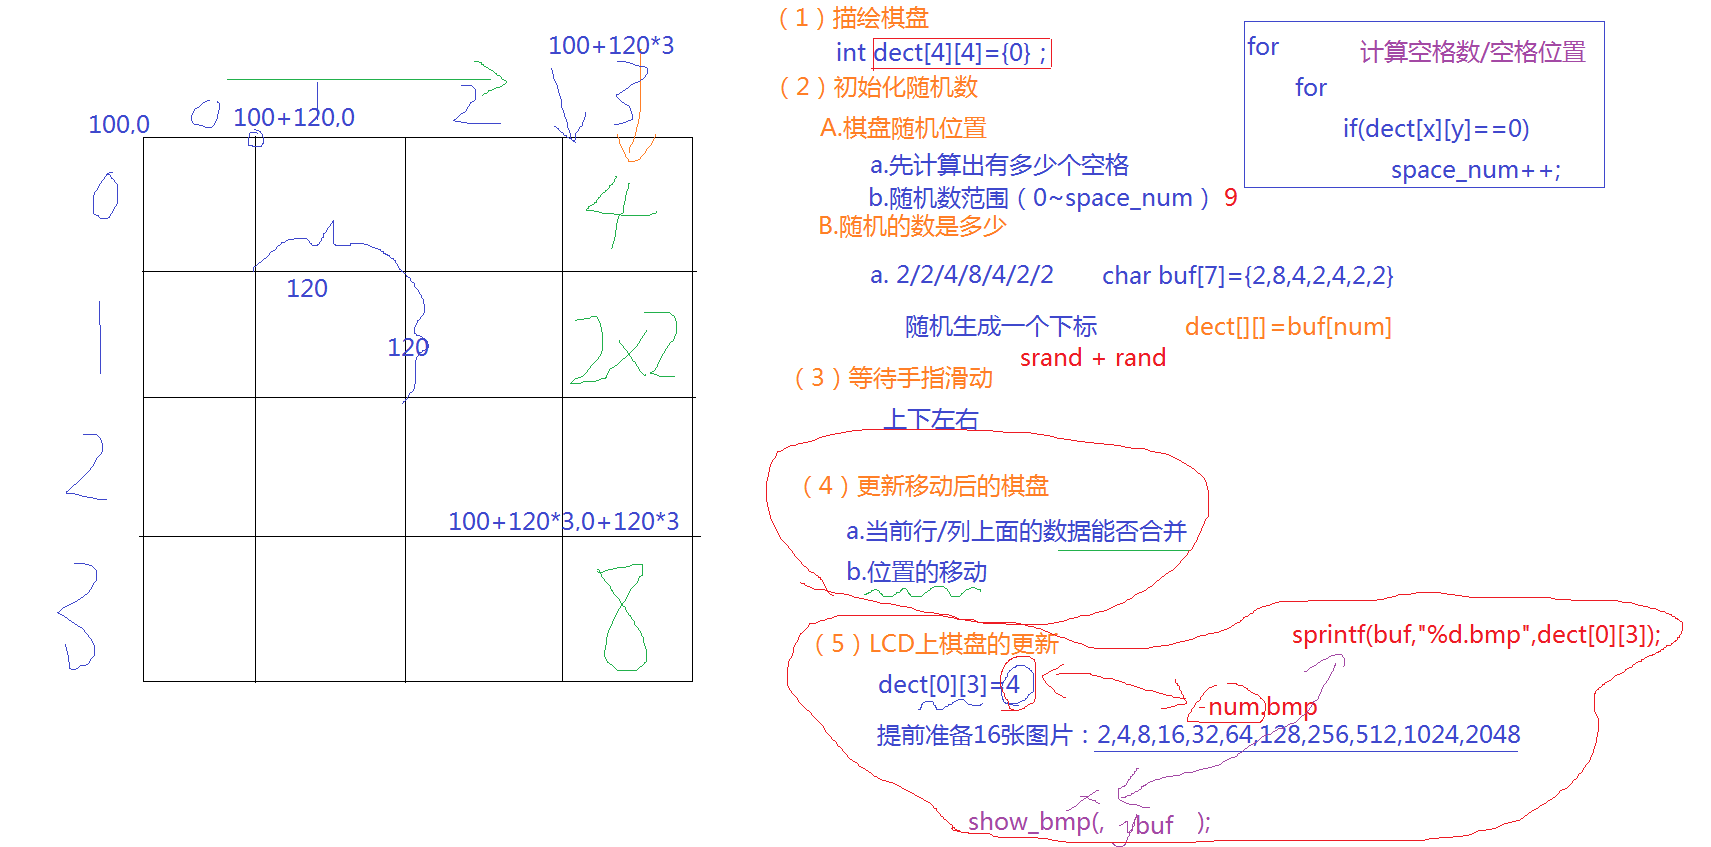 100+120*3
0
2
3
100,0
100+120,0
0
4
120
1
120
2x2
2
100+120*3,0+120*3
3
8
（1）描绘棋盘
int dect[4][4]={0} ;
（2）初始化随机数
A.棋盘随机位置
a.先计算出有多少个空格
b.随机数范围（0~space_num） 9
B.随机的数是多少
a. 2/2/4/8/4/2/2 char buf[7]={2,8,4,2,4,2,2}
随机生成一个下标 dect[][]=buf[num]
srand + rand
（3）等待手指滑动
上下左右
（4）更新移动后的棋盘
a.当前行/列上面的数据能否合并
b.位置的移动
（5）LCD上棋盘的更新
sprintf(buf,"%d.bmp",dect[0][3]);
dect[0][3]=4
num.bmp
提前准备16张图片：2,4,8,16,32,64,128,256,512,1024,2048
show_bmp(, ,buf );
for 计算空格数/空格位置
for
if(dect[x][y]==0)
space_num++;